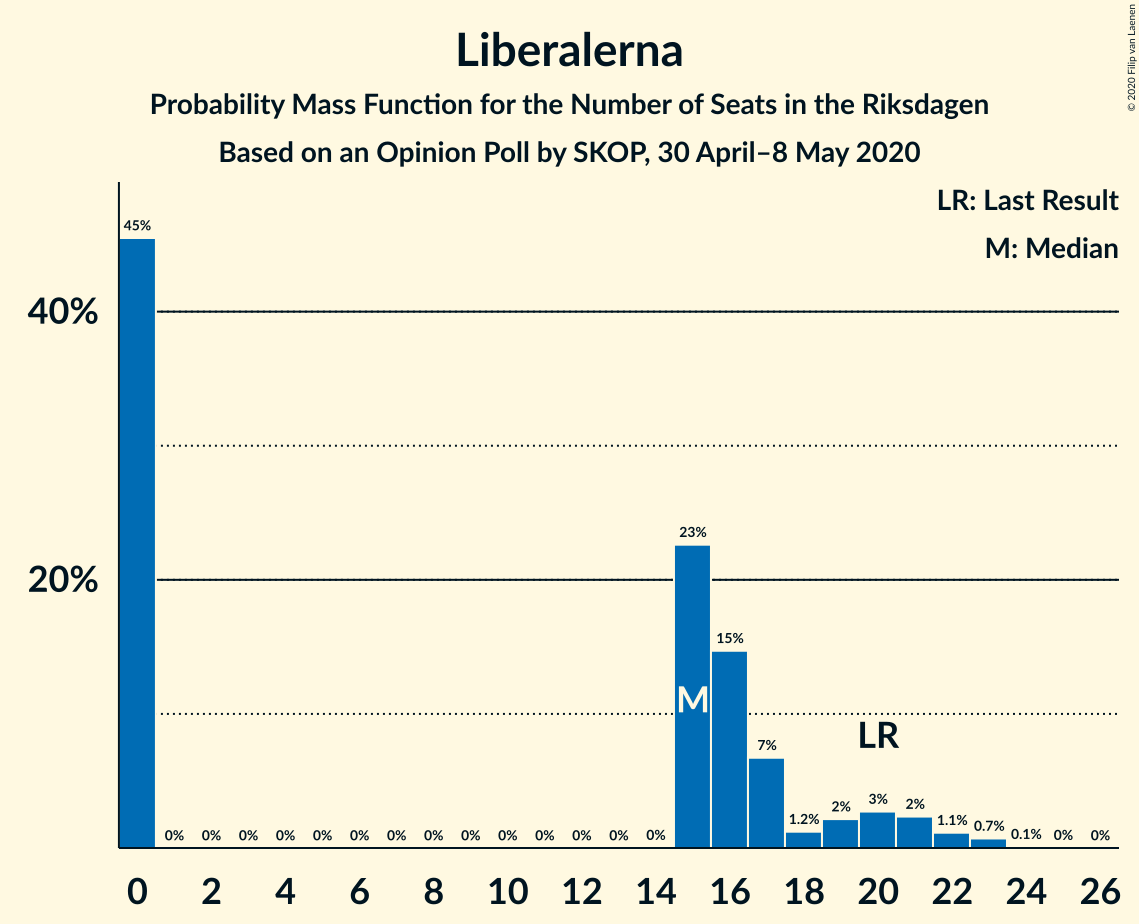 Liberalerna
Probability Mass Function for the Number of Seats in the Riksdagen
Based on an Opinion Poll by SKOP, 30 April–8 May 2020
© 2020 Filip van Laenen
LR: Last Result
M: Median
45%
40%
23%
20%
15%
M
LR
7%
0% 0% 0% 0% 0% 0% 0% 0% 0% 0% 0% 0% 0% 0% 1.2% 2% 3% 2% 1.1% 0.7% 0.1% 0% 0%
0 2 4 6 8 10 12 14 16 18 20 22 24 26